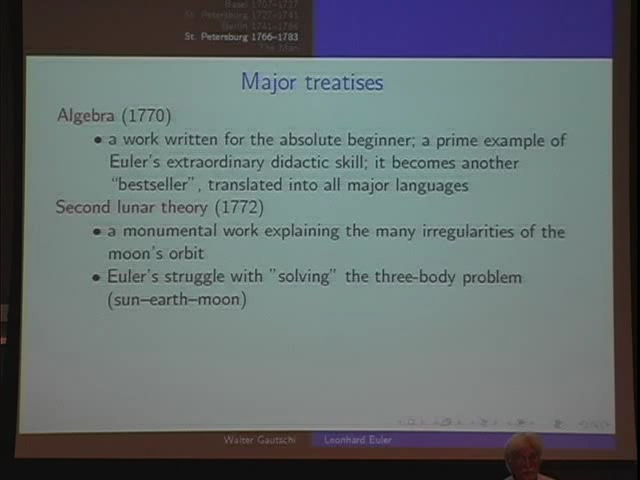 Basel 1707–1727
St. Petersburg 1727–1741
Berlin 1741–1766
St. Petersburg 1766–1783
The Man
Major treatises
Algebra (1770)
• a work written for the absolute beginner; a prime example of
Euler's extraordinary didactic skill; it becomes another
"bestseller", translated into all major languages
Second lunar theory (1772)
• a monumental work explaining the many irregularities of the
moon's orbit
• Euler's struggle with "solving" the three-body problem
(sun–earth–moon)
Walter Gautschi Leonhard Euler